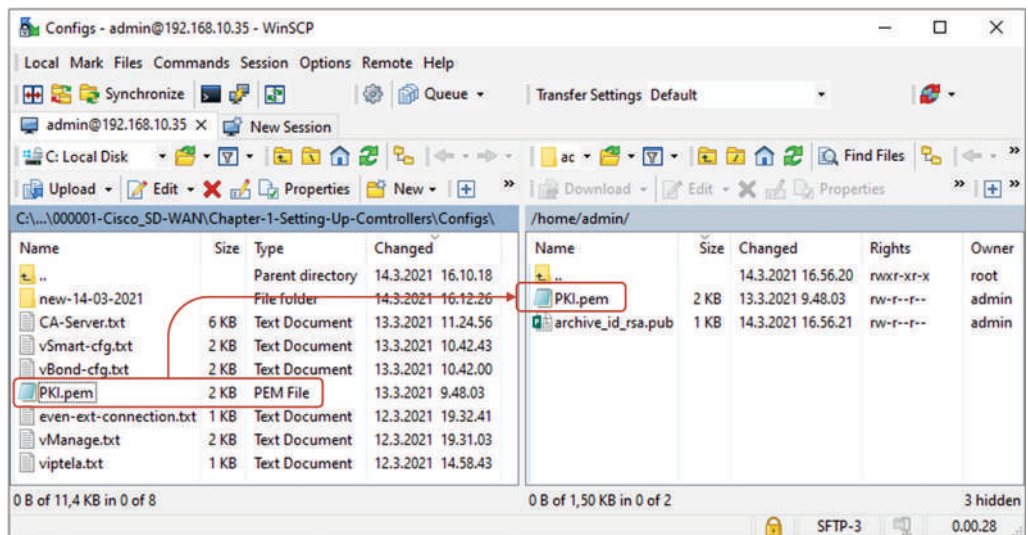 Configs - admin@192.168.10.35 - WinSCP
Local Mark Files Commands Session Options Remote Help
Synchronize Queue Transfer Settings Default
admin@192.168.10.35 New Session
C: Local Disk ac Find Files
Upload Edit Properties New Download Edit Properties
C:\...\000001-Cisco_SD-WAN\Chapter-1-Setting-Up-Comtrollers\Configs\ /home/admin/
Name Size Type Changed Name Size Changed Rights Owner
.. Parent directory 14.3.2021 16.10.18 .. 14.3.2021 16.56.20 rwxr-xr-x root
new-14-03-2021 File folder 14.3.2021 16.12.26 PKI.pem 2 KB 13.3.2021 9.48.03 rw-r--r-- admin
CA-Server.txt 6 KB Text Document 13.3.2021 11.24.56 archive_id_rsa.pub 1 KB 14.3.2021 16.56.21 rw-r--r-- admin
vSmart-cfg.txt 2 KB Text Document 13.3.2021 10.42.43
vBond-cfg.txt 2 KB Text Document 13.3.2021 10.42.00
PKI.pem 2 KB PEM File 13.3.2021 9.48.03
even-ext-connection.txt 1 KB Text Document 12.3.2021 19.32.41
vManage.txt 2 KB Text Document 12.3.2021 19.31.03
viptela.txt 1 KB Text Document 12.3.2021 14.58.43
0 B of 11,4 KB in 0 of 8 0 B of 1,50 KB in 0 of 2 3 hidden
SFTP-3 0.00.28